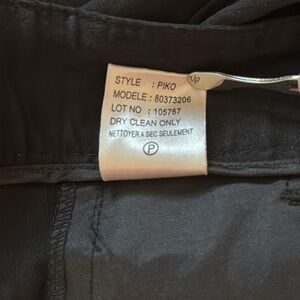 STYLE : PIKO
MODELE : 80373206
LOT NO : 105767
DRY CLEAN ONLY
NETTOYER A SEC SEULEMENT
P